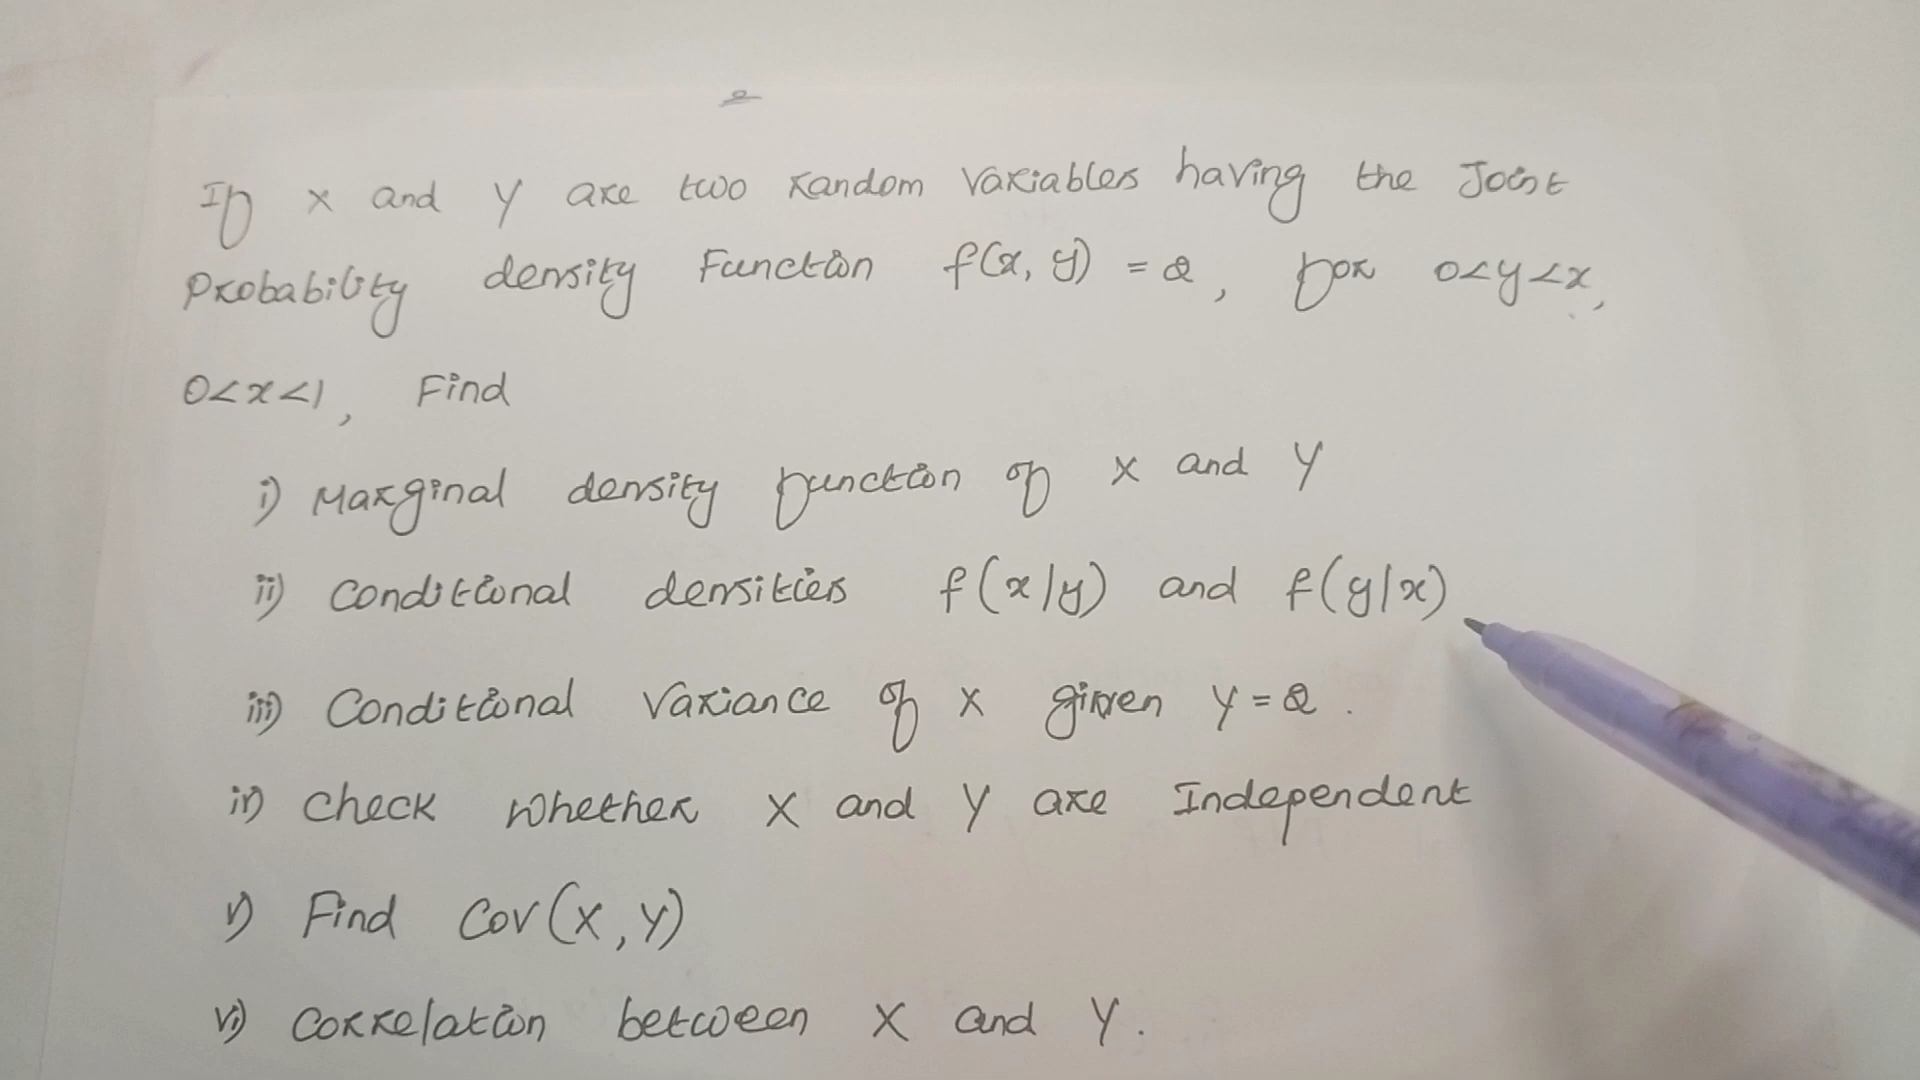 2
If X and Y are two random variables having the Joint
Probability density Function f(x, y) = 2, for 0<y<x,
0<x<1, Find
i) Marginal density function of X and Y
ii) Conditional densities f(x/y) and f(y/x)
iii) Conditional variance of X given Y=2.
iv) Check whether X and Y are Independent
v) Find Cov(X, Y)
vi) Correlation between X and Y.